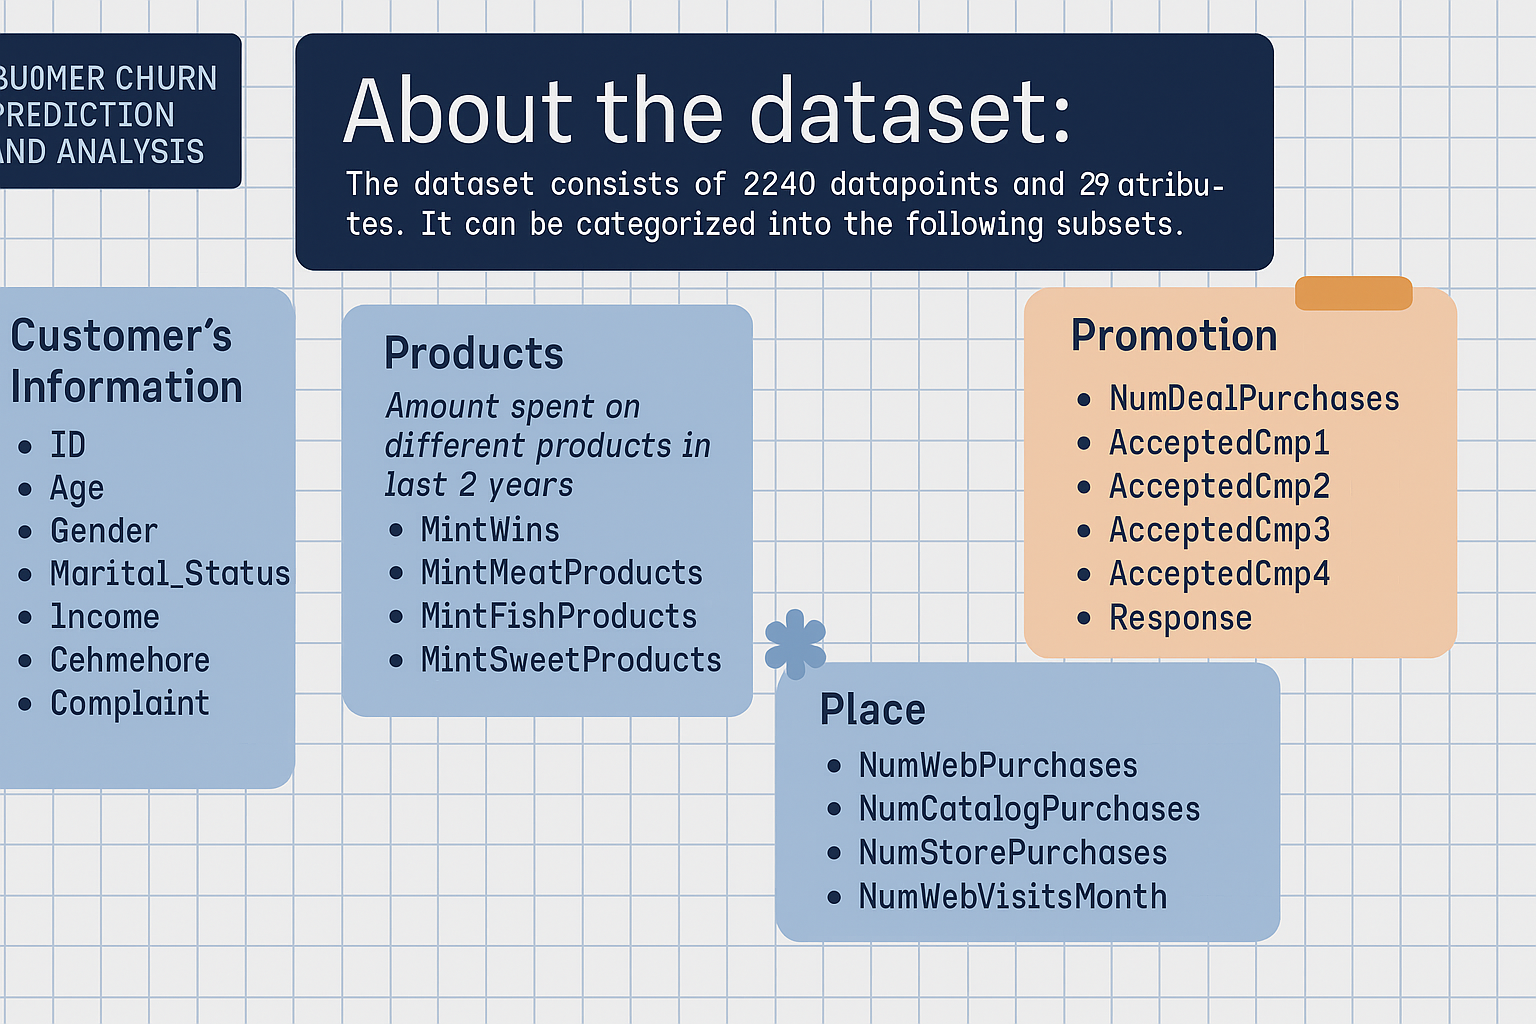 BUOMER CHURN
PREDICTION
AND ANALYSIS
About the dataset:
The dataset consists of 2240 datapoints and 29 atribu-
tes. It can be categorized into the following subsets.
Customer's
Information
• ID
• Age
• Gender
• Marital_Status
• lncome
• Cehmehore
• Complaint
Products
Amount spent on
different products in
last 2 years
• MintWins
• MintMeatProducts
• MintFishProducts
• MintSweetProducts
Promotion
• NumDealPurchases
• AcceptedCmp1
• AcceptedCmp2
• AcceptedCmp3
• AcceptedCmp4
• Response
Place
• NumWebPurchases
• NumCatalogPurchases
• NumStorePurchases
• NumWebVisitsMonth